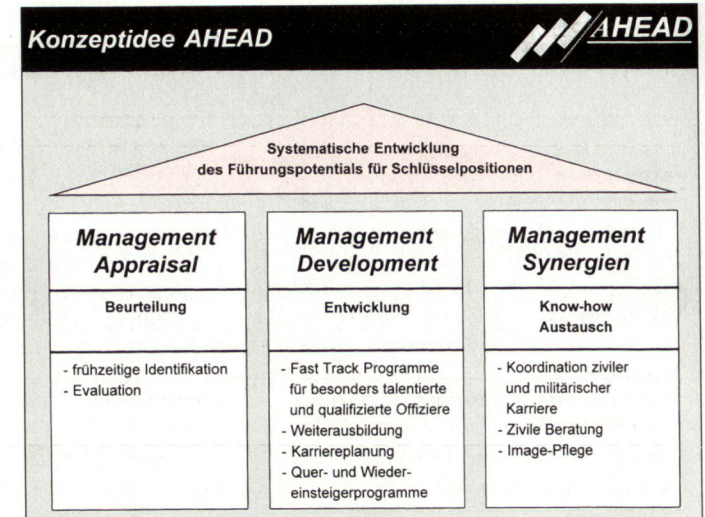 Konzeptidee AHEAD
AHEAD
Systematische Entwicklung
des Führungspotentials für Schlüsselpositionen
Management
Appraisal
Beurteilung
- frühzeitige Identifikation
- Evaluation
Management
Development
Entwicklung
- Fast Track Programme
für besonders talentierte
und qualifizierte Offiziere
- Weiterausbildung
- Karriereplanung
- Quer- und Wieder-
einsteigerprogramme
Management
Synergien
Know-how
Austausch
- Koordination ziviler
und militärischer
Karriere
- Zivile Beratung
- Image-Pflege